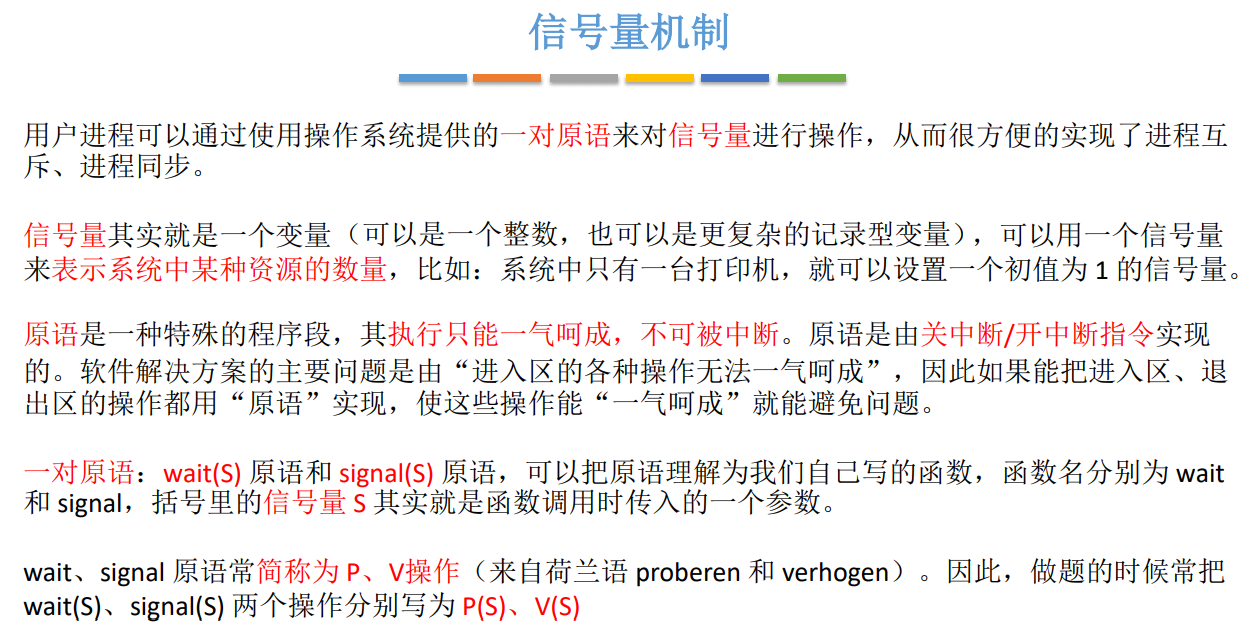 信号量机制
用户进程可以通过使用操作系统提供的一对原语来对信号量进行操作，从而很方便的实现了进程互
斥、进程同步。
信号量其实就是一个变量（可以是一个整数，也可以是更复杂的记录型变量），可以用一个信号量
来表示系统中某种资源的数量，比如：系统中只有一台打印机，就可以设置一个初值为 1 的信号量。
原语是一种特殊的程序段，其执行只能一气呵成，不可被中断。原语是由关中断/开中断指令实现
的。软件解决方案的主要问题是由“进入区的各种操作无法一气呵成”，因此如果能把进入区、退
出区的操作都用“原语”实现，使这些操作能“一气呵成”就能避免问题。
一对原语：wait(S) 原语和 signal(S) 原语，可以把原语理解为我们自己写的函数，函数名分别为 wait
和 signal，括号里的信号量 S 其实就是函数调用时传入的一个参数。
wait、signal 原语常简称为 P、V操作（来自荷兰语 proberen 和 verhogen）。因此，做题的时候常把
wait(S)、signal(S) 两个操作分别写为 P(S)、V(S)